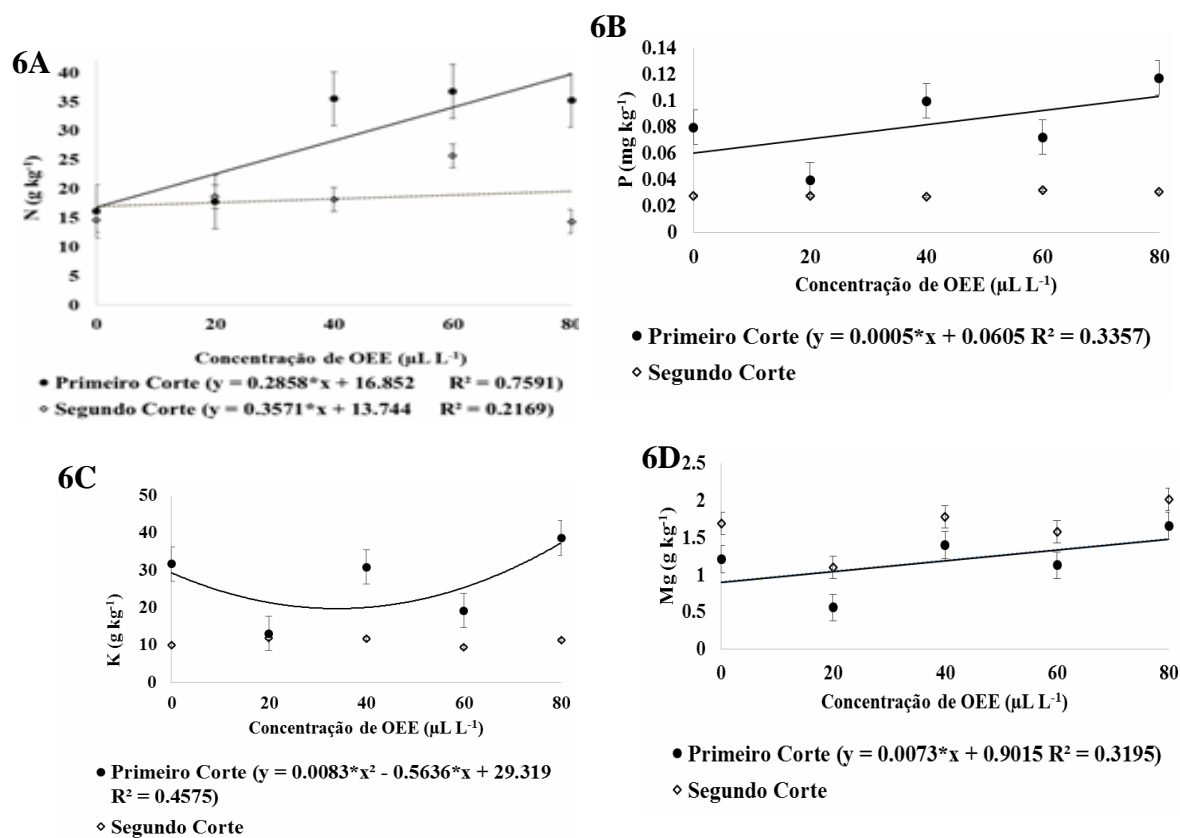 6A
N (g kg⁻¹)
40
35
30
25
20
15
10
5
0
0 20 40 60 80
Concentração de OEE (µL L⁻¹)
● Primeiro Corte (y = 0.2858*x + 16.852 R² = 0.7591)
◇ Segundo Corte (y = 0.3571*x + 13.744 R² = 0.2169)
6B
P (mg kg⁻¹)
0.14
0.12
0.1
0.08
0.06
0.04
0.02
0
0 20 40 60 80
Concentração de OEE (µL L⁻¹)
● Primeiro Corte (y = 0.0005*x + 0.0605 R² = 0.3357)
◇ Segundo Corte
6C
K (g kg⁻¹)
50
40
30
20
10
0
0 20 40 60 80
Concentração de OEE (µL L⁻¹)
● Primeiro Corte (y = 0.0083*x² - 0.5636*x + 29.319
R² = 0.4575)
◇ Segundo Corte
6D
Mg (g kg⁻¹)
2.5
2
1.5
1
0.5
0
0 20 40 60 80
Concentração de OEE (µL L⁻¹)
● Primeiro Corte (y = 0.0073*x + 0.9015 R² = 0.3195)
◇ Segundo Corte